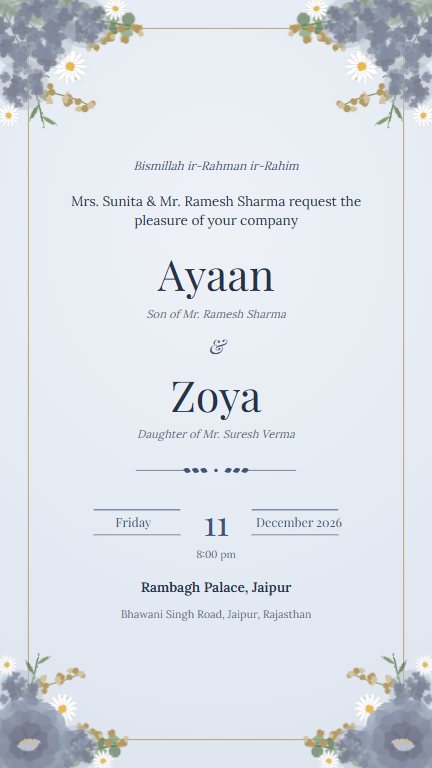 Bismillah ir-Rahman ir-Rahim
Mrs. Sunita & Mr. Ramesh Sharma request the
pleasure of your company
Ayaan
Son of Mr. Ramesh Sharma
&
Zoya
Daughter of Mr. Suresh Verma
Friday
11
December 2026
8:00 pm
Rambagh Palace, Jaipur
Bhawani Singh Road, Jaipur, Rajasthan